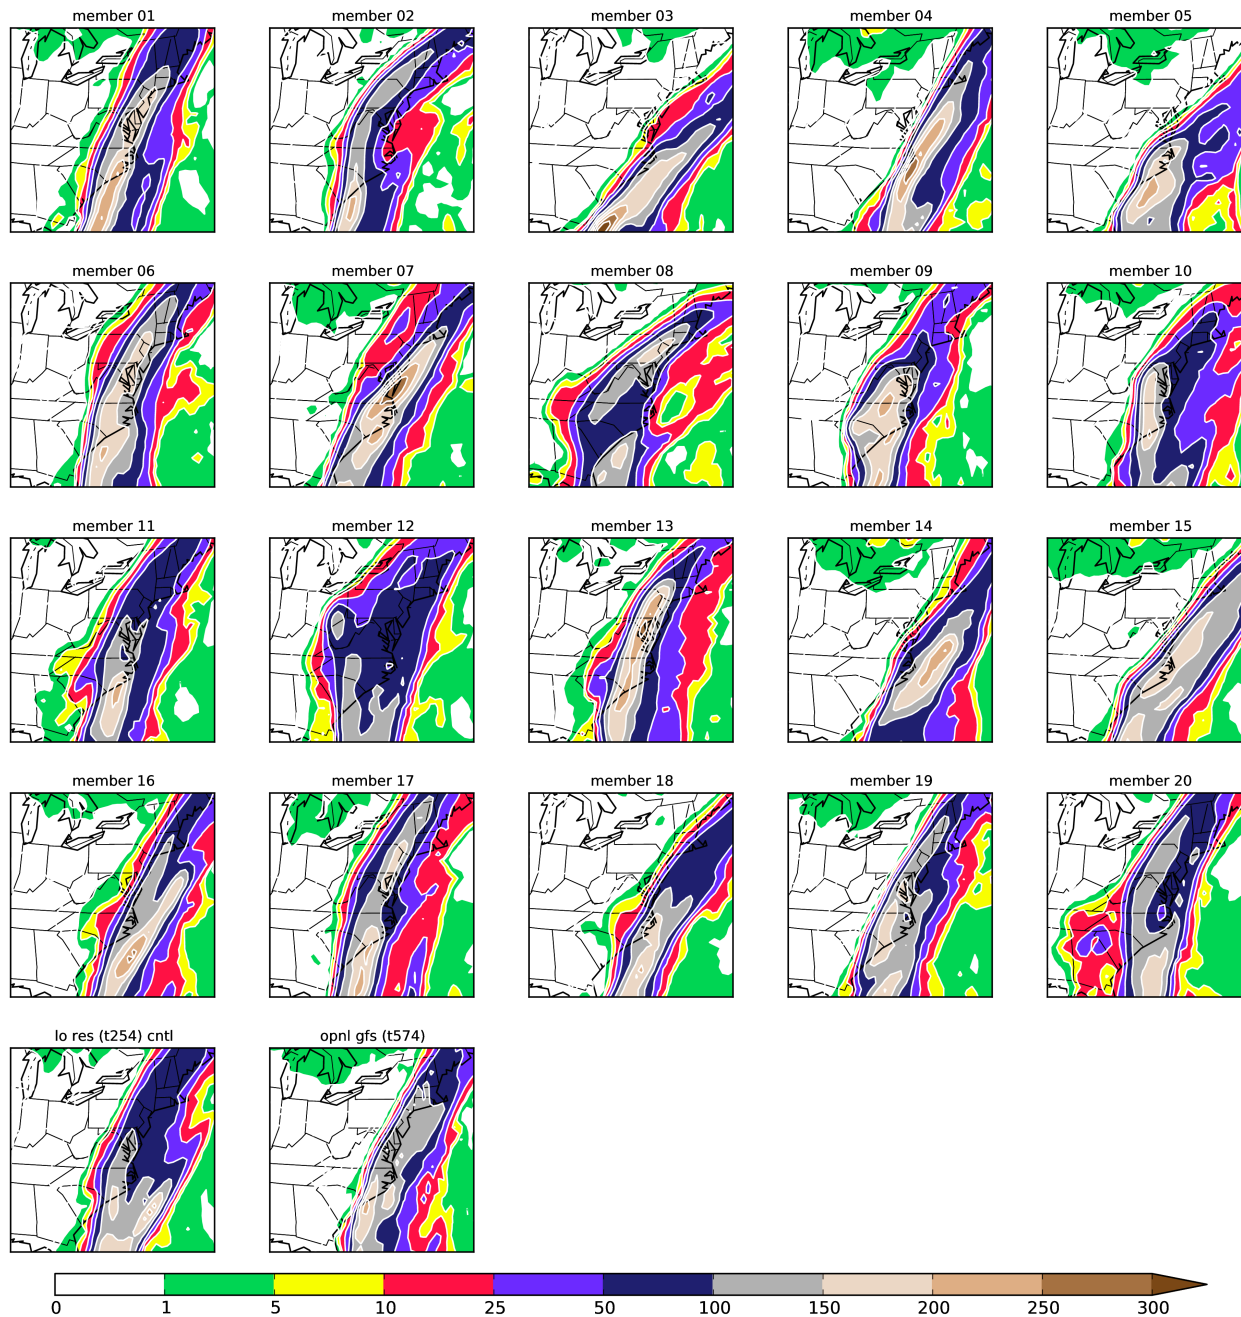 member 01 member 02 member 03 member 04 member 05
member 06 member 07 member 08 member 09 member 10
member 11 member 12 member 13 member 14 member 15
member 16 member 17 member 18 member 19 member 20
lo res (t254) cntl opnl gfs (t574)
0 1 5 10 25 50 100 150 200 250 300